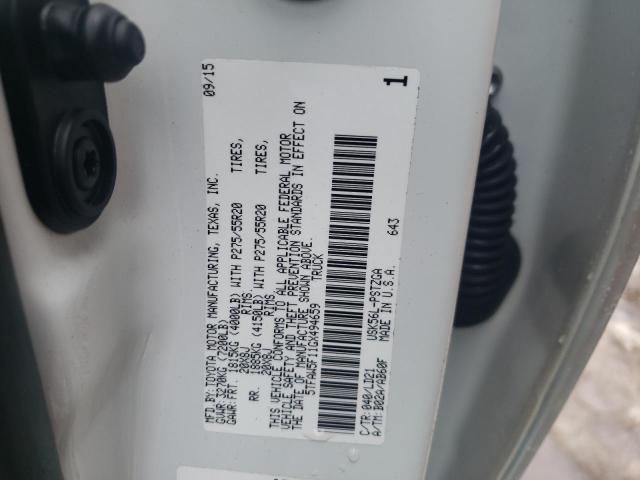 MFD BY: TOYOTA MOTOR MANUFACTURING, TEXAS, INC. 09/15
GVWR: 3270KG (7200LB)
GAWR: FRT. 1815KG (4000LB) WITH P275/55R20 TIRES,
20X8J RIMS
RR. 1885KG (4150LB) WITH P275/55R20 TIRES,
20X8J RIMS
THIS VEHICLE CONFORMS TO ALL APPLICABLE FEDERAL MOTOR
VEHICLE SAFETY AND THEFT PREVENTION STANDARDS IN EFFECT ON
THE DATE OF MANUFACTURE SHOWN ABOVE.
5TFAW5F11GX494659 TRUCK
1
C/TR: 040/LJ21 USK56L-PSTZGA 643
A/TM: B02A/AB60F MADE IN U.S.A.